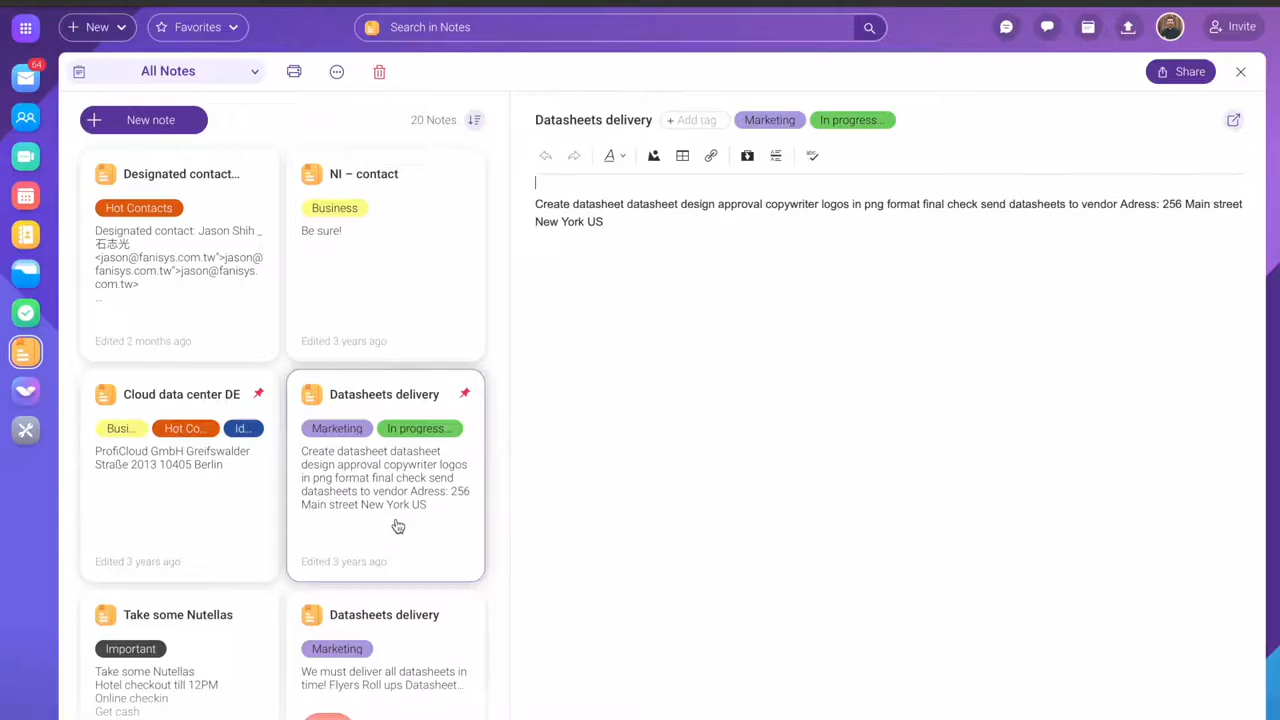 New
Favorites
Search in Notes
Invite
64
All Notes
Share
New note
20 Notes
Designated contact...
Hot Contacts
Designated contact: Jason Shih _
石志光
<jason@fanisys.com.tw">jason@
fanisys.com.tw">jason@fanisys.
com.tw>
...
Edited 2 months ago
NI – contact
Business
Be sure!
Edited 3 years ago
Cloud data center DE
Busi...
Hot Co...
Id...
ProfiCloud GmbH Greifswalder
Straße 2013 10405 Berlin
Edited 3 years ago
Datasheets delivery
Marketing
In progress...
Create datasheet datasheet
design approval copywriter logos
in png format final check send
datasheets to vendor Adress: 256
Main street New York US
Edited 3 years ago
Take some Nutellas
Important
Take some Nutellas
Hotel checkout till 12PM
Online checkin
Get cash
Datasheets delivery
Marketing
We must deliver all datasheets in
time! Flyers Roll ups Datasheet...
Datasheets delivery
+ Add tag
Marketing
In progress...
Create datasheet datasheet design approval copywriter logos in png format final check send datasheets to vendor Adress: 256 Main street
New York US